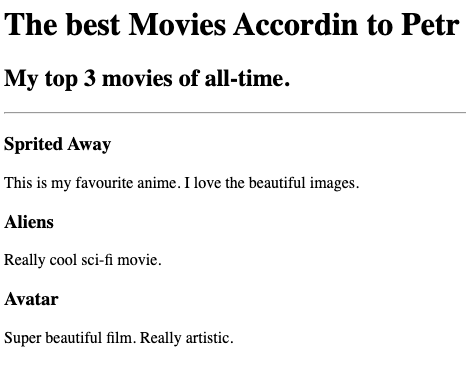 The best Movies Accordin to Petr
My top 3 movies of all-time.
Sprited Away
This is my favourite anime. I love the beautiful images.
Aliens
Really cool sci-fi movie.
Avatar
Super beautiful film. Really artistic.